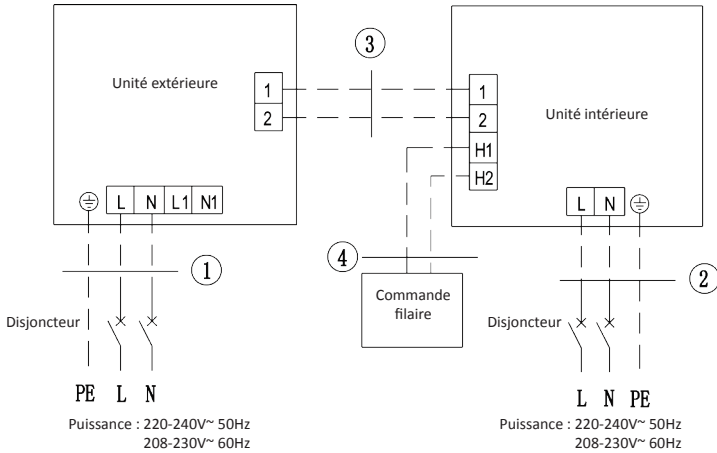 Unité extérieure
1
2
L N L1 N1
3
1
2
H1
H2
Unité intérieure
L N
1
Disjoncteur
PE L N
Puissance : 220-240V~ 50Hz
208-230V~ 60Hz
4
Commande
filaire
2
Disjoncteur
L N PE
Puissance : 220-240V~ 50Hz
208-230V~ 60Hz